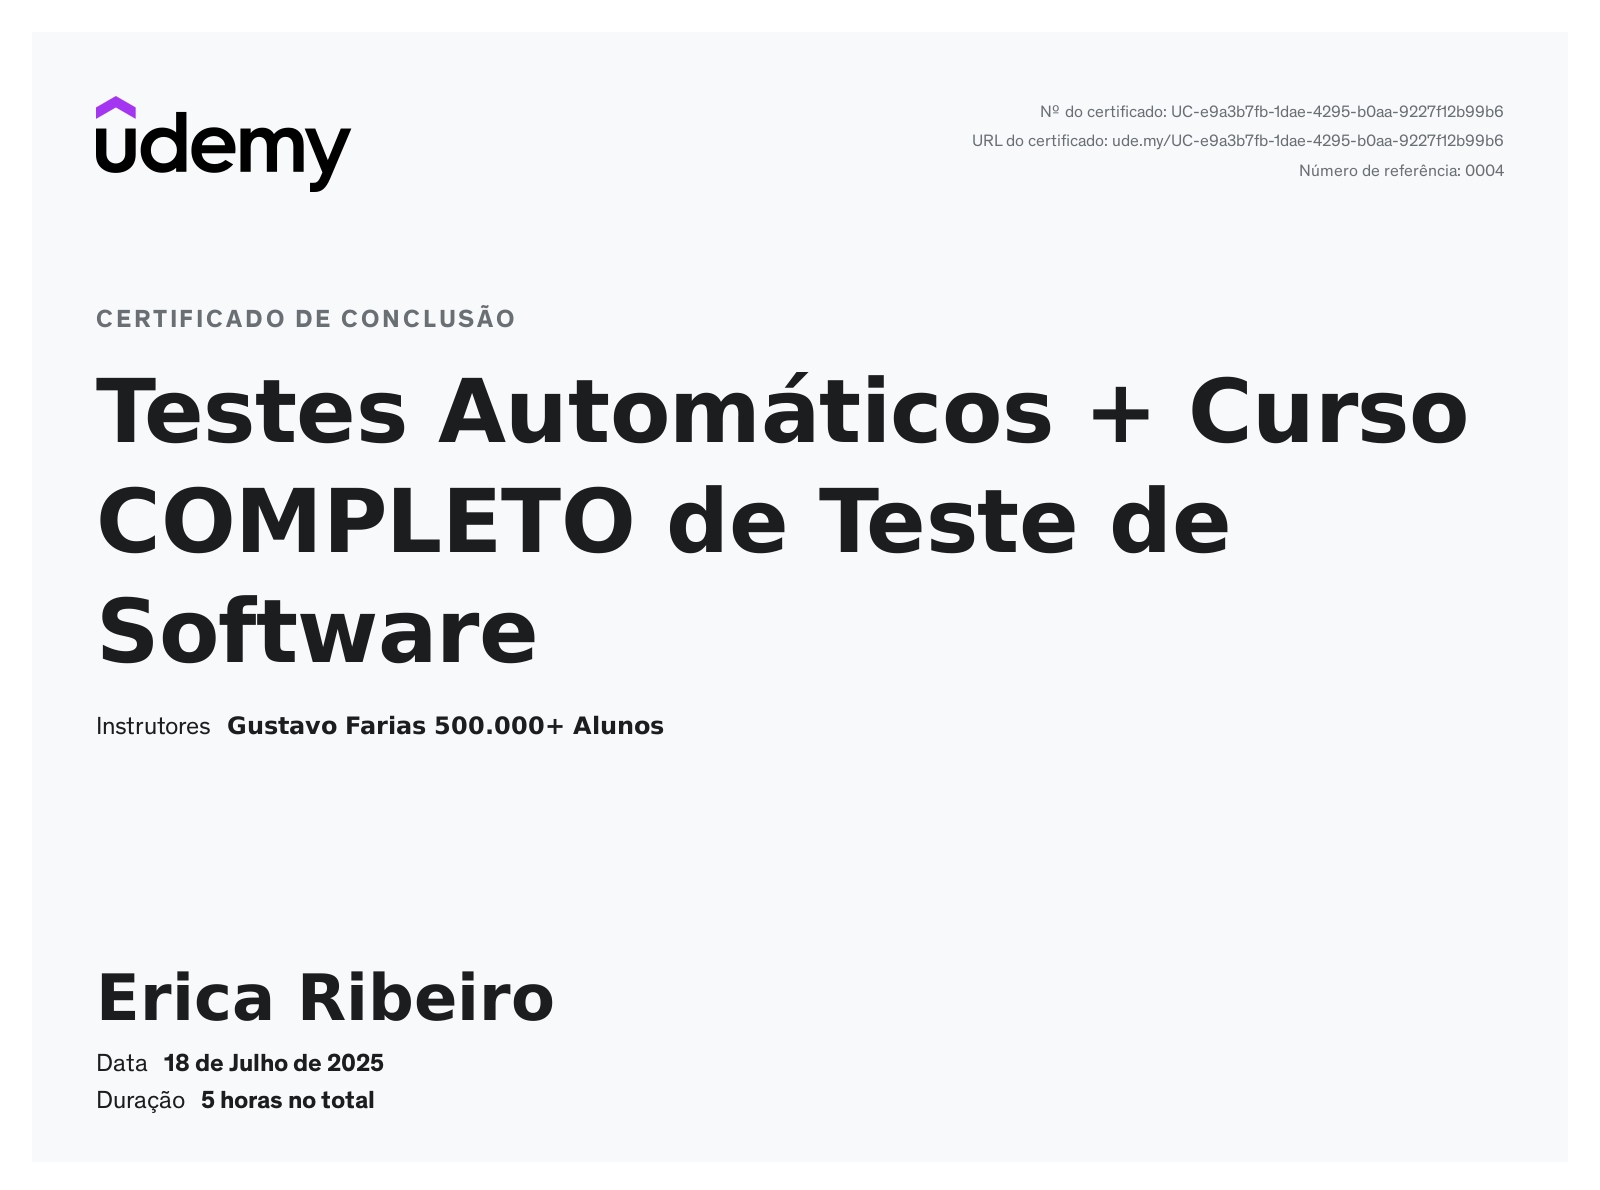 udemy
Nº do certificado: UC-e9a3b7fb-1dae-4295-b0aa-9227f12b99b6
URL do certificado: ude.my/UC-e9a3b7fb-1dae-4295-b0aa-9227f12b99b6
Número de referência: 0004
CERTIFICADO DE CONCLUSÃO
Testes Automáticos + Curso
COMPLETO de Teste de
Software
Instrutores Gustavo Farias 500.000+ Alunos
Erica Ribeiro
Data 18 de Julho de 2025
Duração 5 horas no total